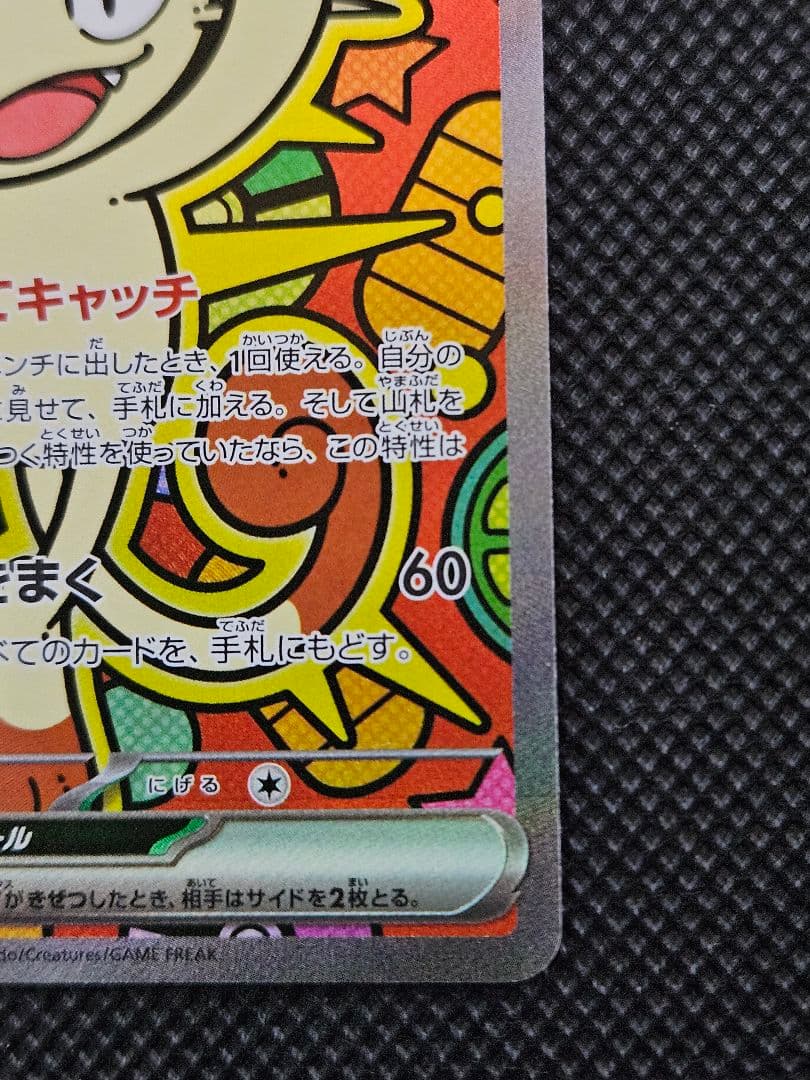 てキャッチ
ンチに出したとき、1回使える。自分の
見せて、手札に加える。そして山札を
つく特性を使っていたなら、この特性は
まく 60
べてのカードを、手札にもどす。
にげる
ール
がきぜつしたとき、相手はサイドを2枚とる。
do/Creatures/GAME FREAK